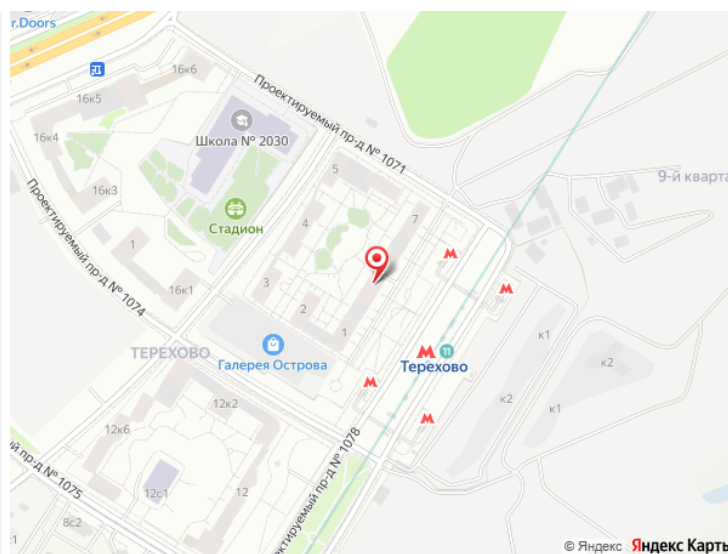 r.Doors
16к6
16к5
Проектируемый пр-д № 1071
16к4
Школа № 2030
5
9-й кварта
16к3
Стадион
4
7
Проектируемый пр-д № 1074
1
16к1
3
2
1
ТЕРЕХОВО
Галерея Острова
М
М
М
М
М
11
Терехово
к1
к2
к2
к1
12к2
12к6
Проектируемый пр-д № 1078
12с1
12
ый пр-д № 1075
8с2
© Яндекс Яндекс Карты